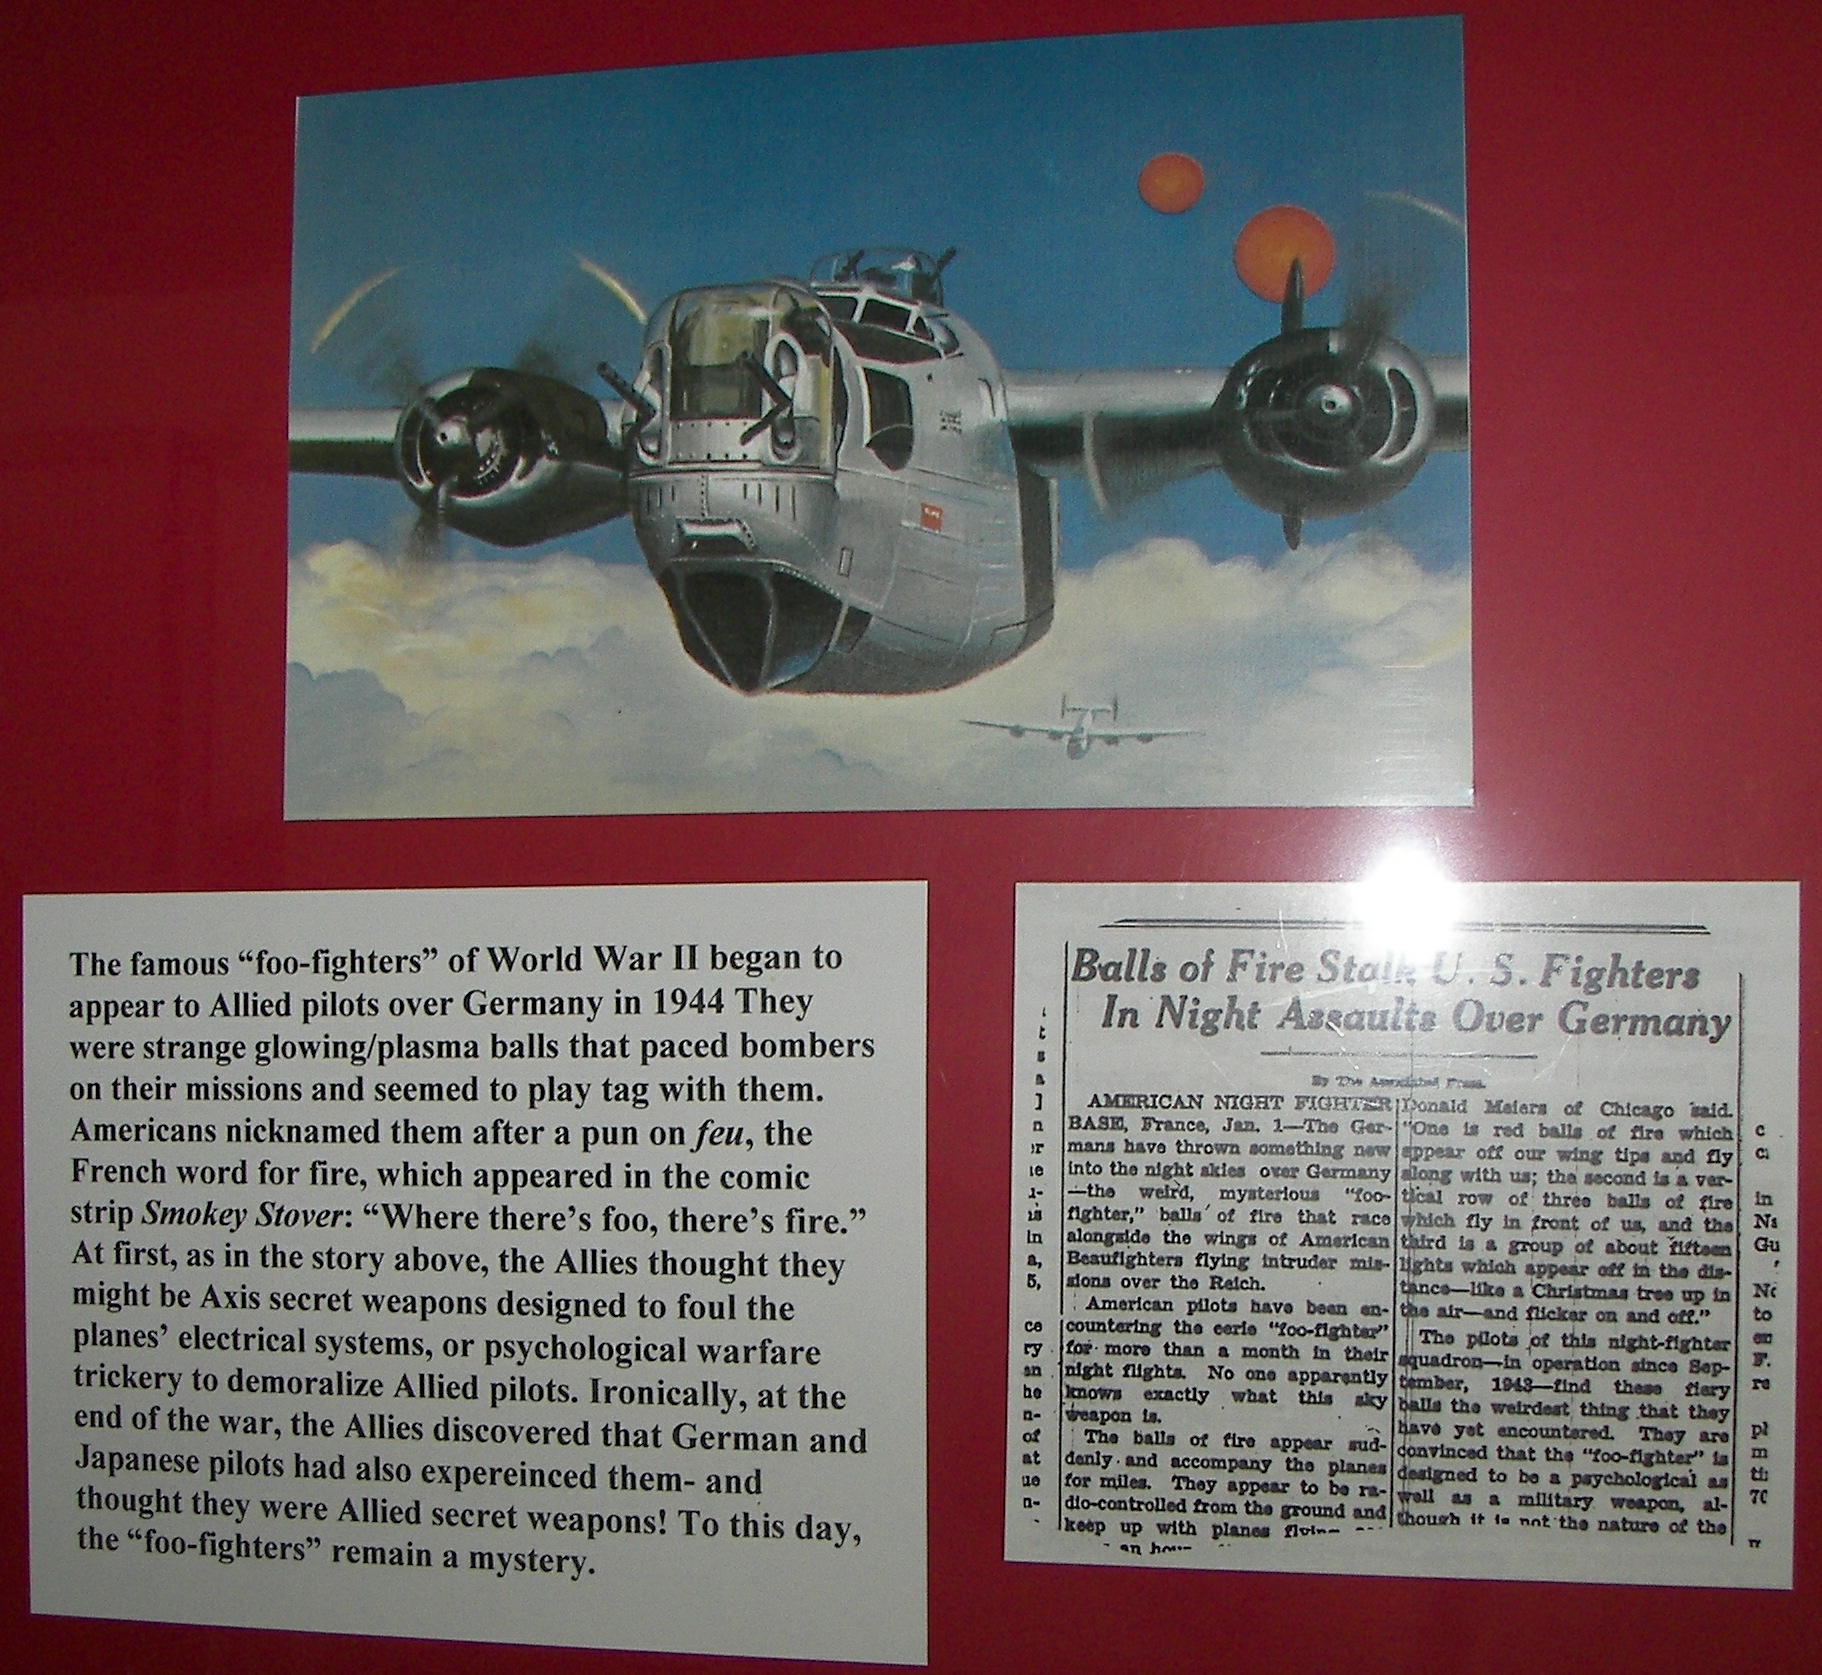 The famous “foo-fighters” of World War II began to
appear to Allied pilots over Germany in 1944 They
were strange glowing/plasma balls that paced bombers
on their missions and seemed to play tag with them.
Americans nicknamed them after a pun on feu, the
French word for fire, which appeared in the comic
strip Smokey Stover: “Where there’s foo, there’s fire.”
At first, as in the story above, the Allies thought they
might be Axis secret weapons designed to foul the
planes’ electrical systems, or psychological warfare
trickery to demoralize Allied pilots. Ironically, at the
end of the war, the Allies discovered that German and
Japanese pilots had also expereinced them- and
thought they were Allied secret weapons! To this day,
the “foo-fighters” remain a mystery.
Balls of Fire Stalk U. S. Fighters
In Night Assaults Over Germany
By The Associated Press.
AMERICAN NIGHT FIGHTER
BASE, France, Jan. 1—The Ger-
mans have thrown something new
into the night skies over Germany
—the weird, mysterious “foo-
fighter,” balls of fire that race
alongside the wings of American
Beaufighters flying intruder mis-
sions over the Reich.
American pilots have been en-
countering the eerie “foo-fighter”
for more than a month in their
night flights. No one apparently
knows exactly what this sky
weapon is.
The balls of fire appear sud-
denly and accompany the planes
for miles. They appear to be ra-
dio-controlled from the ground and
keep up with planes flying
an hour
Donald Meiers of Chicago said.
“One is red balls of fire which
appear off our wing tips and fly
along with us; the second is a ver-
tical row of three balls of fire
which fly in front of us, and the
third is a group of about fifteen
lights which appear off in the dis-
tance—like a Christmas tree up in
the air—and flicker on and off.”
The pilots of this night-fighter
squadron—in operation since Sep-
tember, 1943—find these fiery
balls the weirdest thing that they
have yet encountered. They are
convinced that the “foo-fighter” is
designed to be a psychological as
well as a military weapon, al-
though it is not the nature of the